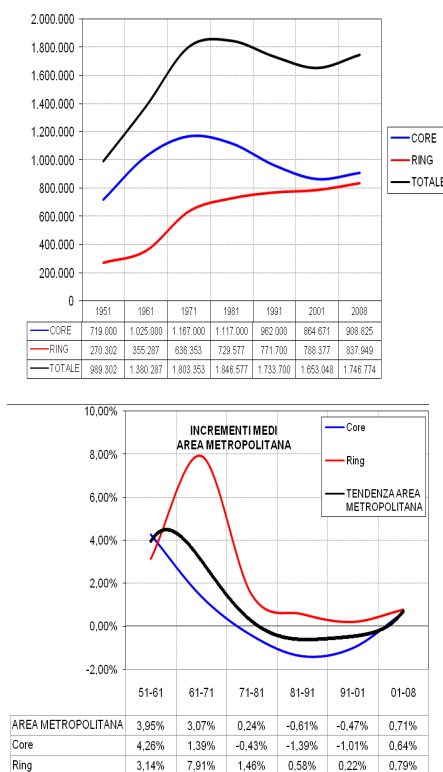 2.000.000
1.800.000
1.600.000
1.400.000
1.200.000
1.000.000
800.000
600.000
400.000
200.000
0
CORE
RING
TOTALE
1951 1961 1971 1981 1991 2001 2008
CORE 719.000 1.025.000 1.167.000 1.117.000 962.000 864.671 908.825
RING 270.302 355.287 636.353 729.577 771.700 788.377 837.949
TOTALE 989.302 1.380.287 1.803.353 1.846.577 1.733.700 1.653.048 1.746.774
10,00%
8,00%
6,00%
4,00%
2,00%
0,00%
-2,00%
INCREMENTI MEDI
AREA METROPOLITANA
Core
Ring
TENDENZA AREA
METROPOLITANA
51-61 61-71 71-81 81-91 91-01 01-08
AREA METROPOLITANA 3,95% 3,07% 0,24% -0,61% -0,47% 0,71%
Core 4,26% 1,39% -0,43% -1,39% -1,01% 0,64%
Ring 3,14% 7,91% 1,46% 0,58% 0,22% 0,79%